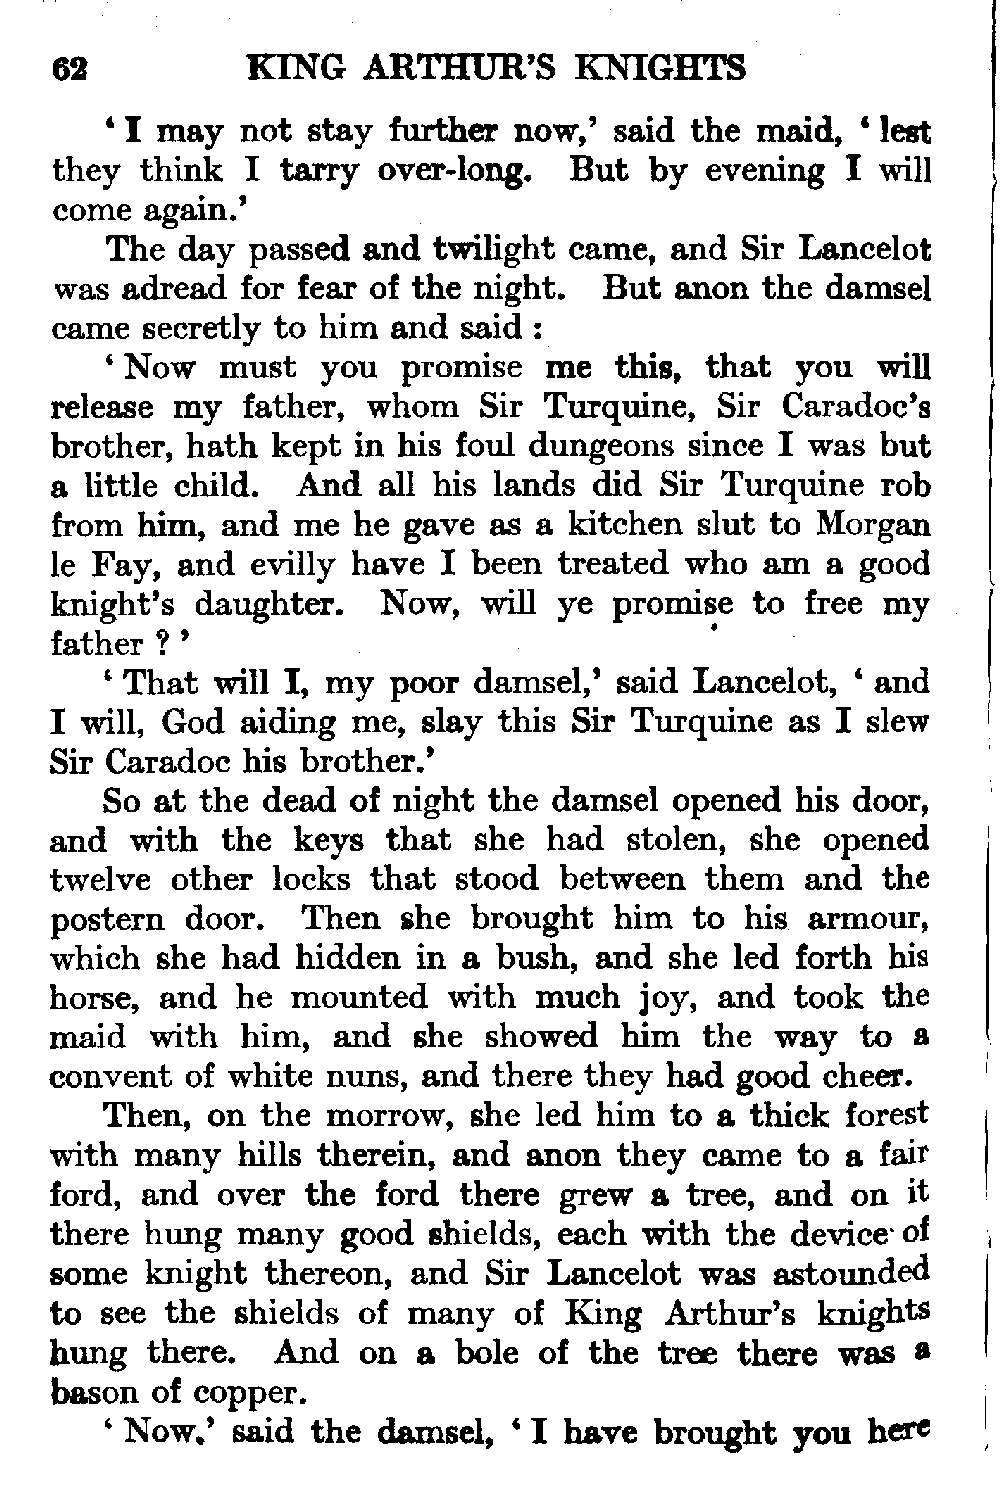 62 KING ARTHUR'S KNIGHTS
‘ I may not stay further now,’ said the maid, ‘ lest
they think I tarry over-long. But by evening I will
come again.’
The day passed and twilight came, and Sir Lancelot
was adread for fear of the night. But anon the damsel
came secretly to him and said :
‘ Now must you promise me this, that you will
release my father, whom Sir Turquine, Sir Caradoc’s
brother, hath kept in his foul dungeons since I was but
a little child. And all his lands did Sir Turquine rob
from him, and me he gave as a kitchen slut to Morgan
le Fay, and evilly have I been treated who am a good
knight’s daughter. Now, will ye promise to free my
father ? ’
‘ That will I, my poor damsel,’ said Lancelot, ‘ and
I will, God aiding me, slay this Sir Turquine as I slew
Sir Caradoc his brother.’
So at the dead of night the damsel opened his door,
and with the keys that she had stolen, she opened
twelve other locks that stood between them and the
postern door. Then she brought him to his armour,
which she had hidden in a bush, and she led forth his
horse, and he mounted with much joy, and took the
maid with him, and she showed him the way to a
convent of white nuns, and there they had good cheer.
Then, on the morrow, she led him to a thick forest
with many hills therein, and anon they came to a fair
ford, and over the ford there grew a tree, and on it
there hung many good shields, each with the device of
some knight thereon, and Sir Lancelot was astounded
to see the shields of many of King Arthur’s knights
hung there. And on a bole of the tree there was a
bason of copper.
‘ Now.’ said the damsel, ‘ I have brought you here